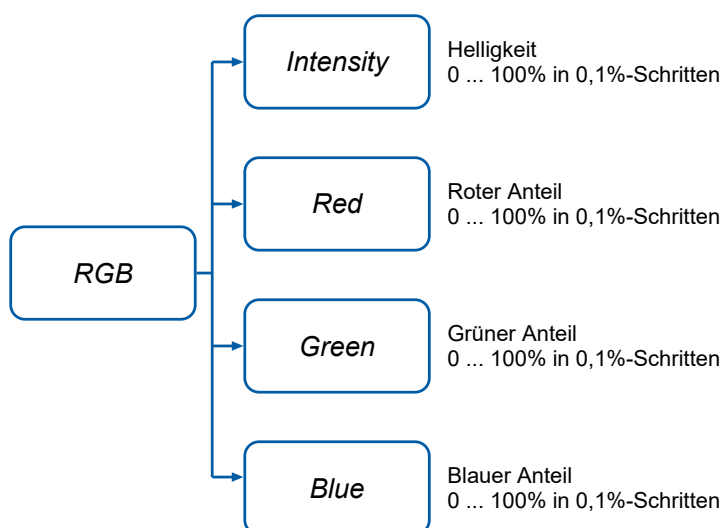 Intensity
Helligkeit
0 ... 100% in 0,1%-Schritten
Red
Roter Anteil
0 ... 100% in 0,1%-Schritten
RGB
Green
Grüner Anteil
0 ... 100% in 0,1%-Schritten
Blue
Blauer Anteil
0 ... 100% in 0,1%-Schritten